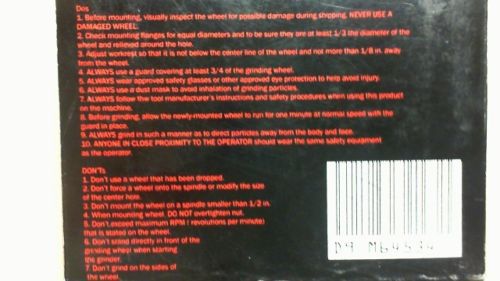 Dos
1. Before mounting, visually inspect the wheel for possible damage during shipping. NEVER USE A
DAMAGED WHEEL.
2. Check mounting flanges for equal diameters and to be sure they are at least 1/3 the diameter of the
wheel and relieved around the hole.
3. Adjust workrest so that it is not below the center line of the wheel and not more than 1/8 in. away
from the wheel.
4. ALWAYS use a guard covering at least 3/4 of the grinding wheel.
5. ALWAYS wear approved safety glasses or other approved eye protection to help avoid injury.
6. ALWAYS use a dust mask to avoid inhalation of grinding particles.
7. ALWAYS follow the tool manufacturer's instructions and safety procedures when using this product
on the machine.
8. Before grinding, allow the newly-mounted wheel to run for one minute at normal speed with the
guard in place.
9. ALWAYS grind in such a manner as to direct particles away from the body and face.
10. ANYONE IN CLOSE PROXIMITY TO THE OPERATOR should wear the same safety equipment
as the operator.
DON'Ts
1. Don't use a wheel that has been dropped.
2. Don't force a wheel onto the spindle or modify the size
of the center hole.
3. Don't mount the wheel on a spindle smaller than 1/2 in.
4. When mounting wheel, DO NOT overtighten nut.
5. Don't exceed maximum RPM ( revolutions per minute)
that is stated on the wheel.
6. Don't stand directly in front of the
grinding wheel when starting
the grinder.
7. Don't grind on the sides of
the wheel.